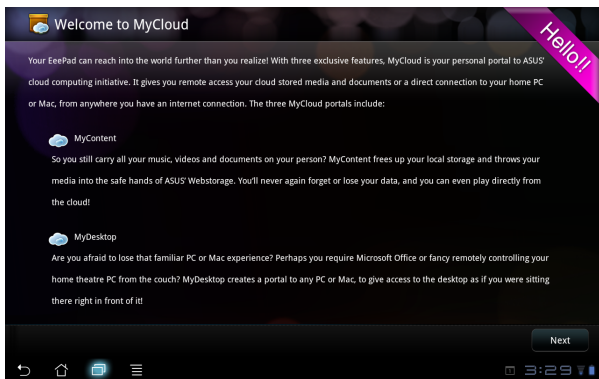 Welcome to MyCloud
Hello!!
Your EeePad can reach into the world further than you realize! With three exclusive features, MyCloud is your personal portal to ASUS'
cloud computing initiative. It gives you remote access your cloud stored media and documents or a direct connection to your home PC
or Mac, from anywhere you have an internet connection. The three MyCloud portals include:
MyContent
So you still carry all your music, videos and documents on your person? MyContent frees up your local storage and throws your
media into the safe hands of ASUS' Webstorage. You'll never again forget or lose your data, and you can even play directly from
the cloud!
MyDesktop
Are you afraid to lose that familiar PC or Mac experience? Perhaps you require Microsoft Office or fancy remotely controlling your
home theatre PC from the couch? MyDesktop creates a portal to any PC or Mac, to give access to the desktop as if you were sitting
there right in front of it!
Next
3:29